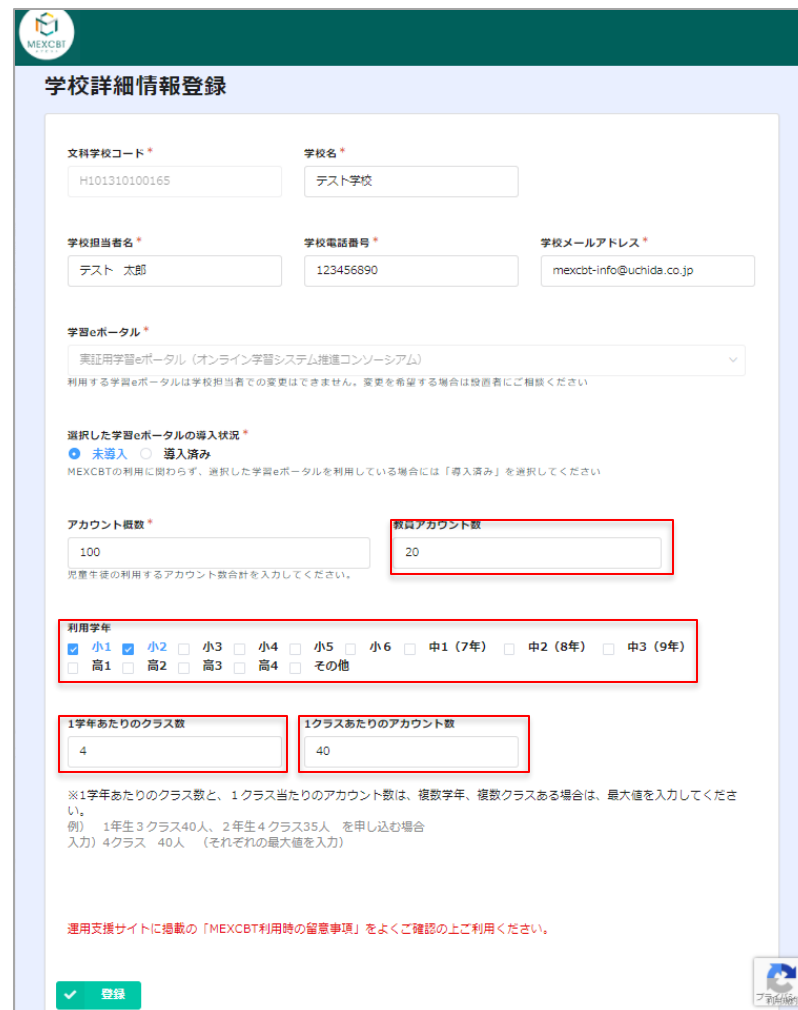 MEXCBT
学校詳細情報登録
文科学校コード * 学校名 *
H101310100165 テスト学校
学校担当者名 * 学校電話番号 * 学校メールアドレス *
テスト 太郎 123456890 mexcbt-info@uchida.co.jp
学習eポータル *
実証用学習eポータル（オンライン学習システム推進コンソーシアム）
利用する学習eポータルは学校担当者での変更はできません。変更を希望する場合は設置者にご相談ください
選択した学習eポータルの導入状況 *
未導入 導入済み
MEXCBTの利用に関わらず、選択した学習eポータルを利用している場合には「導入済み」を選択してください
アカウント概数 * 教員アカウント数
100 20
児童生徒の利用するアカウント数合計を入力してください。
利用学年
小1 小2 小3 小4 小5 小6 中1（7年） 中2（8年） 中3（9年）
高1 高2 高3 高4 その他
1学年あたりのクラス数 1クラスあたりのアカウント数
4 40
※1学年あたりのクラス数と、１クラス当たりのアカウント数は、複数学年、複数クラスある場合は、最大値を入力してくださ
い。
例） 1年生３クラス40人、２年生４クラス35人 を申し込む場合
入力）4クラス 40人 （それぞれの最大値を入力）
運用支援サイトに掲載の「MEXCBT利用時の留意事項」をよくご確認の上ご利用ください。
登録